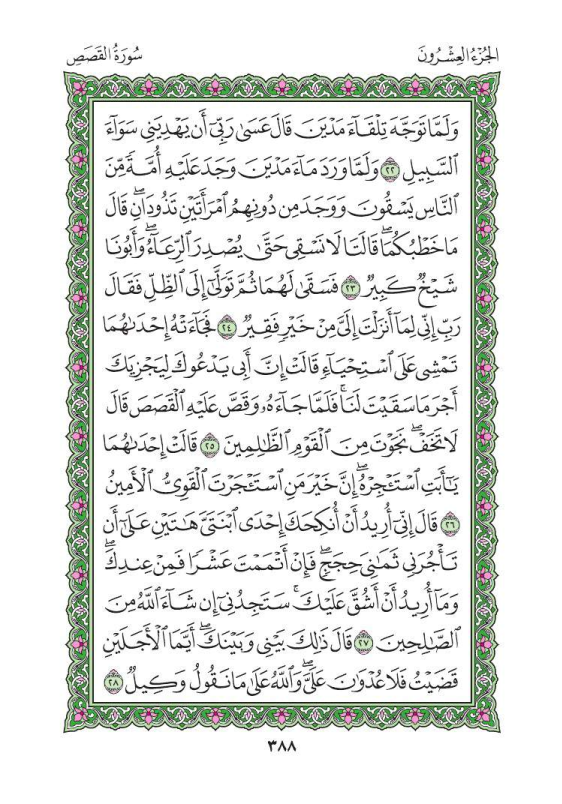 الجُزْءُ العِشْرُونَ سُورَةُ القَصَصِ
وَلَمَّا تَوَجَّهَ تِلْقَآءَ مَدْيَنَ قَالَ عَسَىٰ رَبِّىٓ أَن يَهْدِيَنِى سَوَآءَ
ٱلسَّبِيلِ ٢٢ وَلَمَّا وَرَدَ مَآءَ مَدْيَنَ وَجَدَ عَلَيْهِ أُمَّةً مِّنَ
ٱلنَّاسِ يَسْقُونَ وَوَجَدَ مِن دُونِهِمُ ٱمْرَأَتَيْنِ تَذُودَانِۖ قَالَ
مَا خَطْبُكُمَاۖ قَالَتَا لَا نَسْقِى حَتَّىٰ يُصْدِرَ ٱلرِّعَآءُۖ وَأَبُونَا
شَيْخٌ كَبِيرٌ ٢٣ فَسَقَىٰ لَهُمَا ثُمَّ تَوَلَّىٰٓ إِلَى ٱلظِّلِّ فَقَالَ
رَبِّ إِنِّى لِمَآ أَنزَلْتَ إِلَىَّ مِنْ خَيْرٍ فَقِيرٌ ٢٤ فَجَآءَتْهُ إِحْدَىٰهُمَا
تَمْشِى عَلَى ٱسْتِحْيَآءٍ قَالَتْ إِنَّ أَبِى يَدْعُوكَ لِيَجْزِيَكَ
أَجْرَ مَا سَقَيْتَ لَنَاۚ فَلَمَّا جَآءَهُۥ وَقَصَّ عَلَيْهِ ٱلْقَصَصَ قَالَ
لَا تَخَفْۖ نَجَوْتَ مِنَ ٱلْقَوْمِ ٱلظَّٰلِمِينَ ٢٥ قَالَتْ إِحْدَىٰهُمَا
يَٰٓأَبَتِ ٱسْتَـْٔجِرْهُۖ إِنَّ خَيْرَ مَنِ ٱسْتَـْٔجَرْتَ ٱلْقَوِىُّ ٱلْأَمِينُ
٢٦ قَالَ إِنِّىٓ أُرِيدُ أَنْ أُنكِحَكَ إِحْدَى ٱبْنَتَىَّ هَٰتَيْنِ عَلَىٰٓ أَن
تَأْجُرَنِى ثَمَٰنِىَ حِجَجٍۖ فَإِنْ أَتْمَمْتَ عَشْرًا فَمِنْ عِندِكَۖ
وَمَآ أُرِيدُ أَنْ أَشُقَّ عَلَيْكَۚ سَتَجِدُنِىٓ إِن شَآءَ ٱللَّهُ مِنَ
ٱلصَّٰلِحِينَ ٢٧ قَالَ ذَٰلِكَ بَيْنِى وَبَيْنَكَۖ أَيَّمَا ٱلْأَجَلَيْنِ
قَضَيْتُ فَلَا عُدْوَٰنَ عَلَىَّۖ وَٱللَّهُ عَلَىٰ مَا نَقُولُ وَكِيلٌ ٢٨
٣٨٨